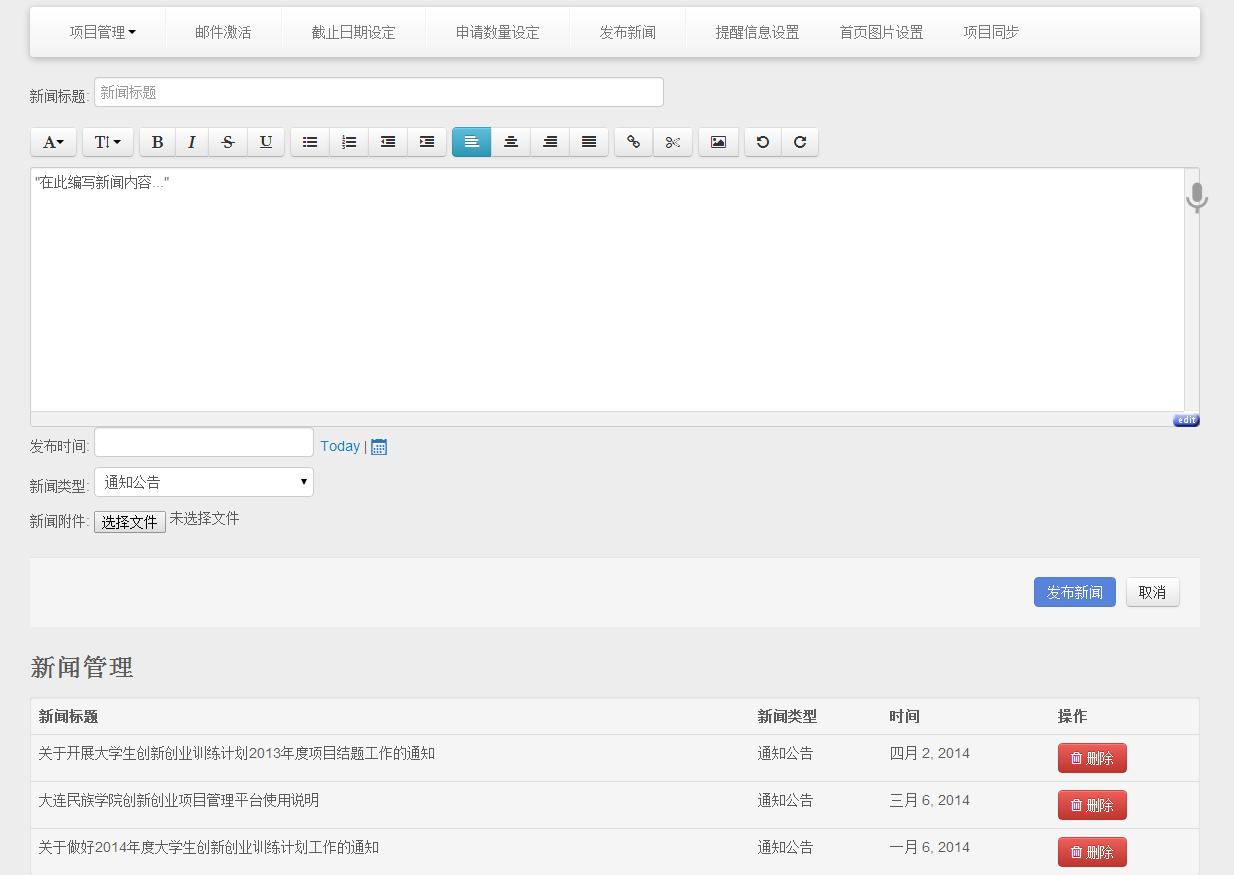 项目管理 邮件激活 截止日期设定 申请数量设定 发布新闻 提醒信息设置 首页图片设置 项目同步
新闻标题: 新闻标题
A T B I S U
"在此编写新闻内容..."
edit
发布时间: Today |
新闻类型: 通知公告
新闻附件: 选择文件 未选择文件
发布新闻 取消
新闻管理
新闻标题 新闻类型 时间 操作
关于开展大学生创新创业训练计划2013年度项目结题工作的通知 通知公告 四月 2, 2014 删除
大连民族学院创新创业项目管理平台使用说明 通知公告 三月 6, 2014 删除
关于做好2014年度大学生创新创业训练计划工作的通知 通知公告 一月 6, 2014 删除